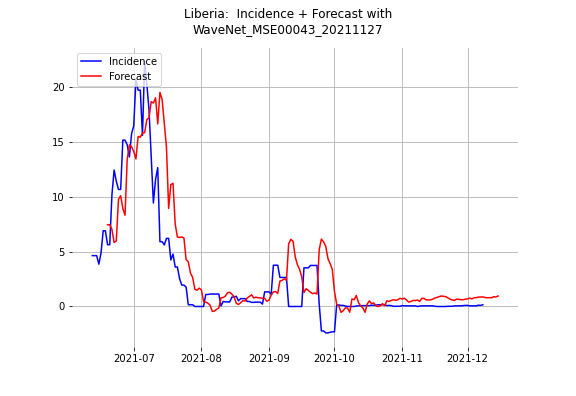 Liberia:  Incidence + Forecast with
WaveNet_MSE00043_20211127
Incidence
Forecast
20
15
10
5
0
2021-07
2021-08
2021-09
2021-10
2021-11
2021-12